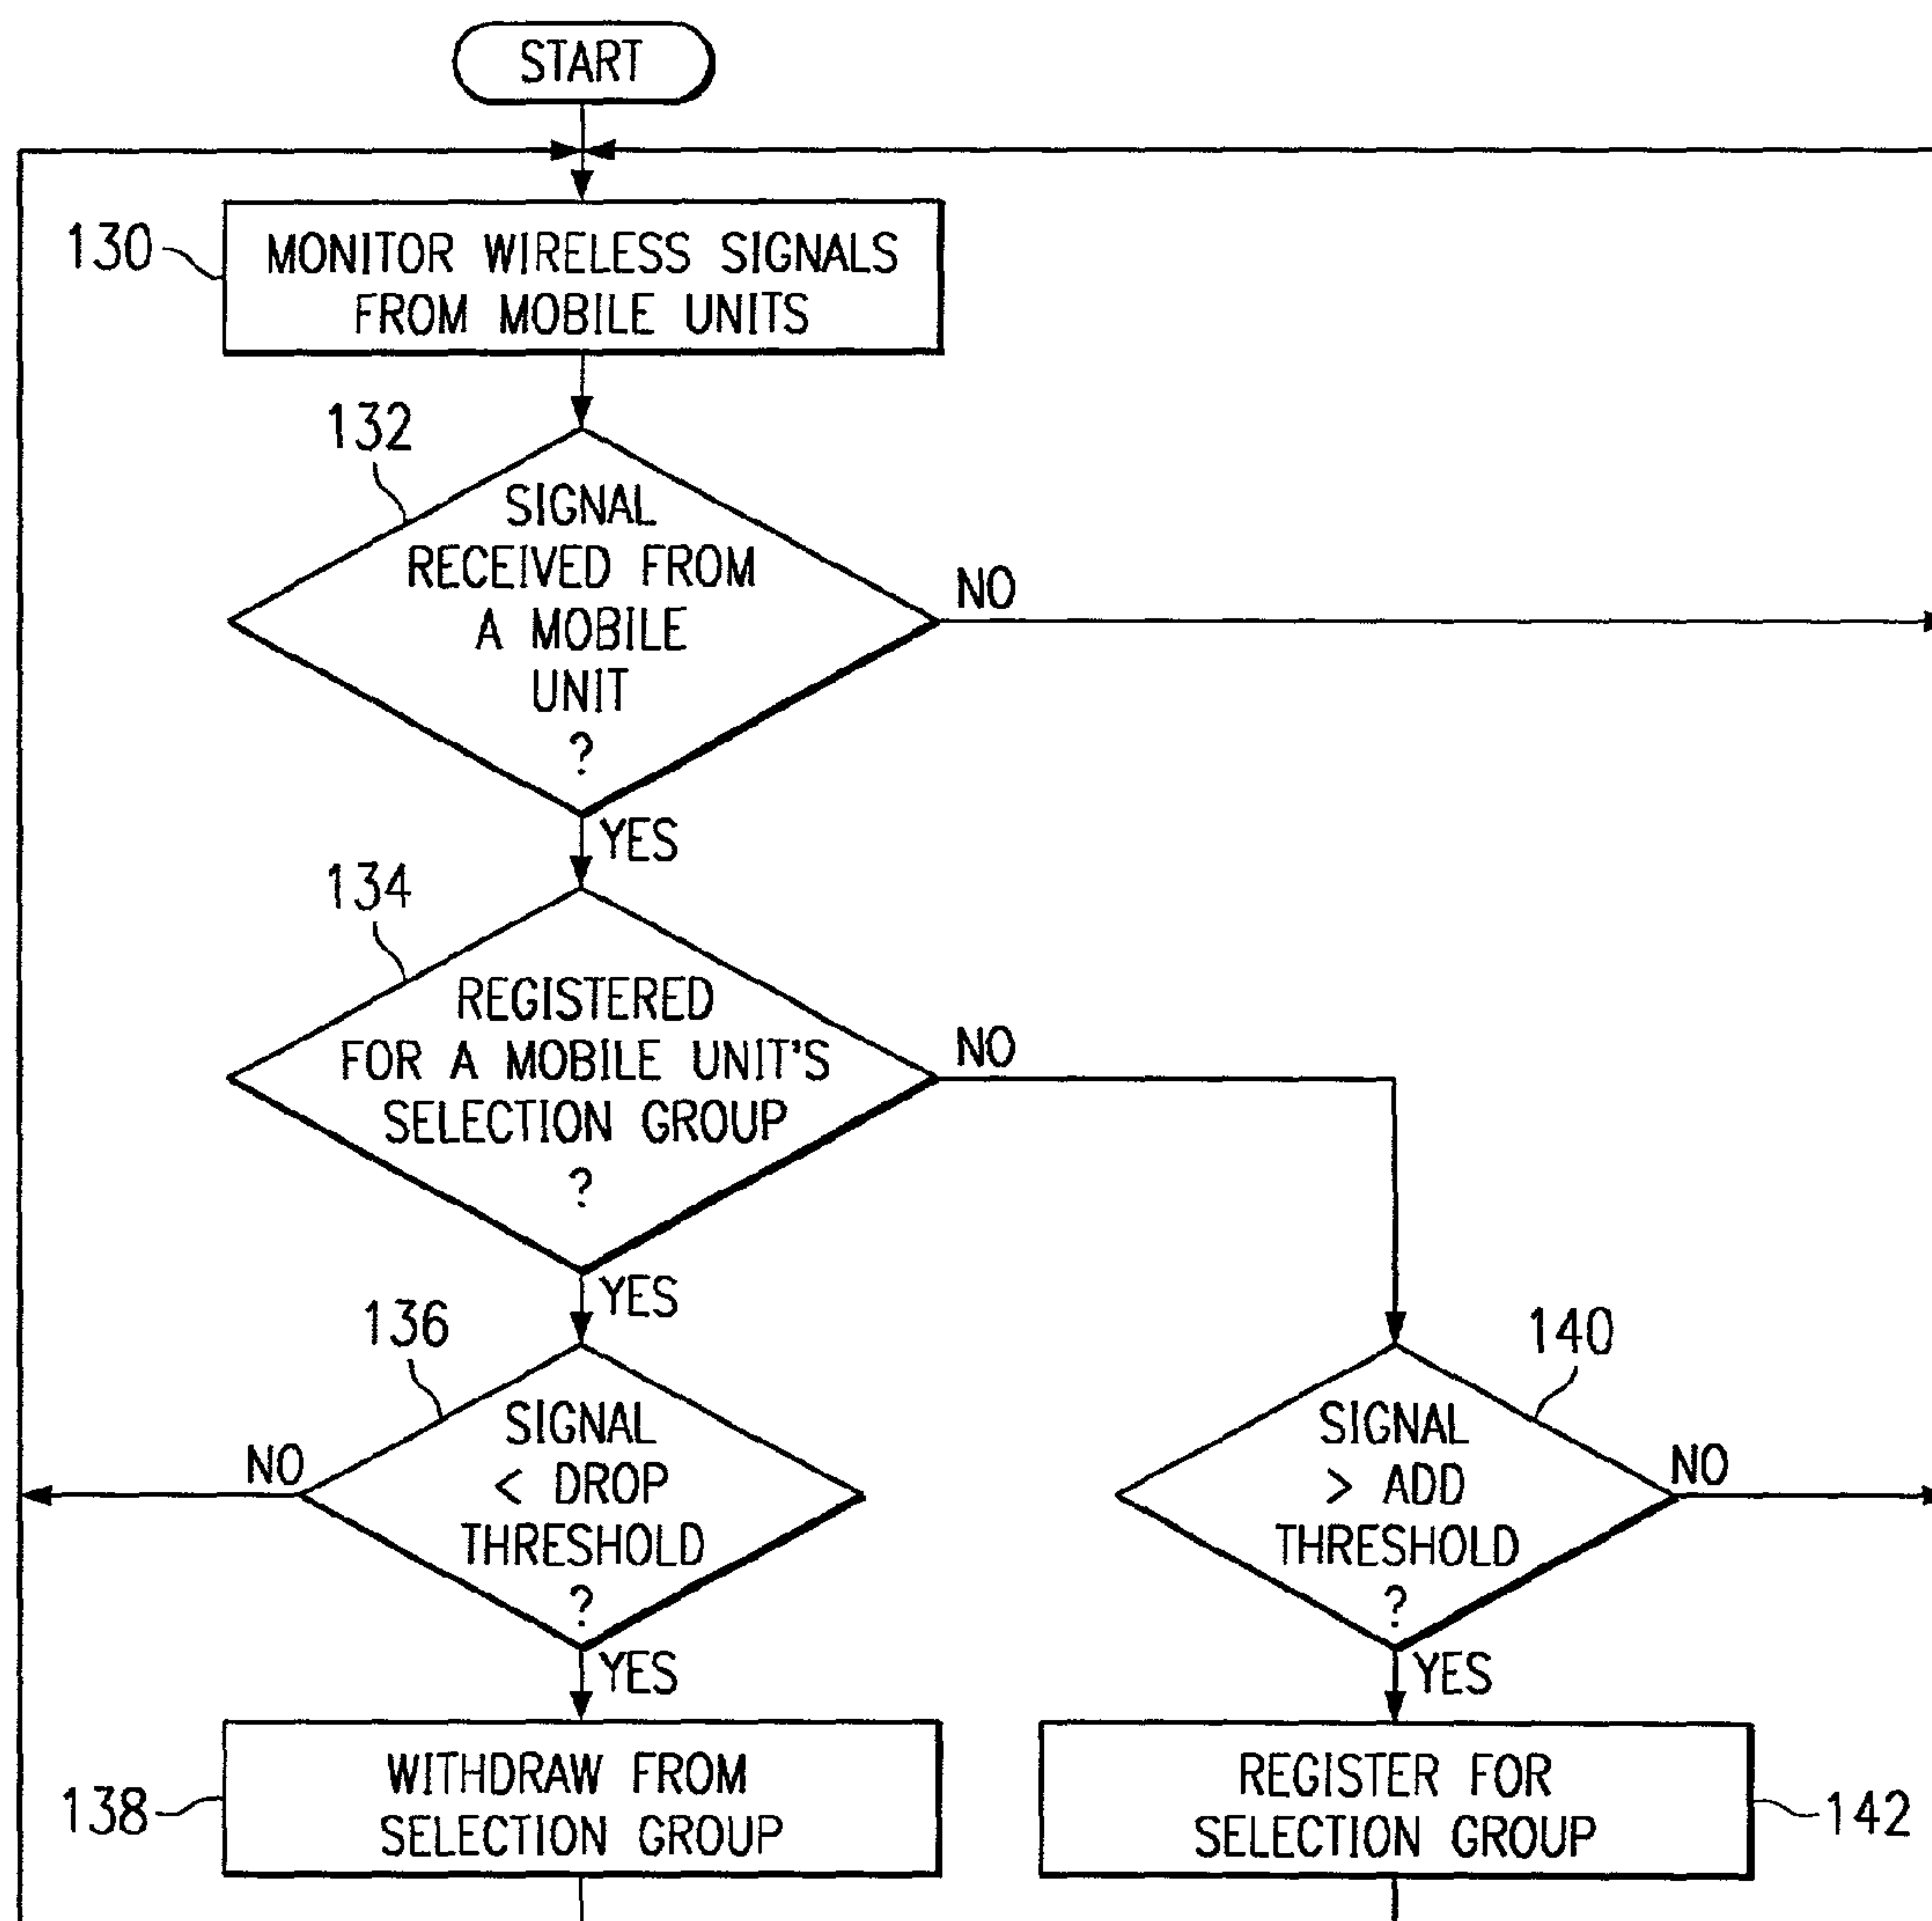 START
130
MONITOR WIRELESS SIGNALS
FROM MOBILE UNITS
132
SIGNAL
RECEIVED FROM
A MOBILE
UNIT
?
NO
YES
134
REGISTERED
FOR A MOBILE UNIT'S
SELECTION GROUP
?
NO
YES
136
SIGNAL
< DROP
THRESHOLD
?
NO
YES
140
SIGNAL
> ADD
THRESHOLD
?
NO
YES
138
WITHDRAW FROM
SELECTION GROUP
REGISTER FOR
SELECTION GROUP
142